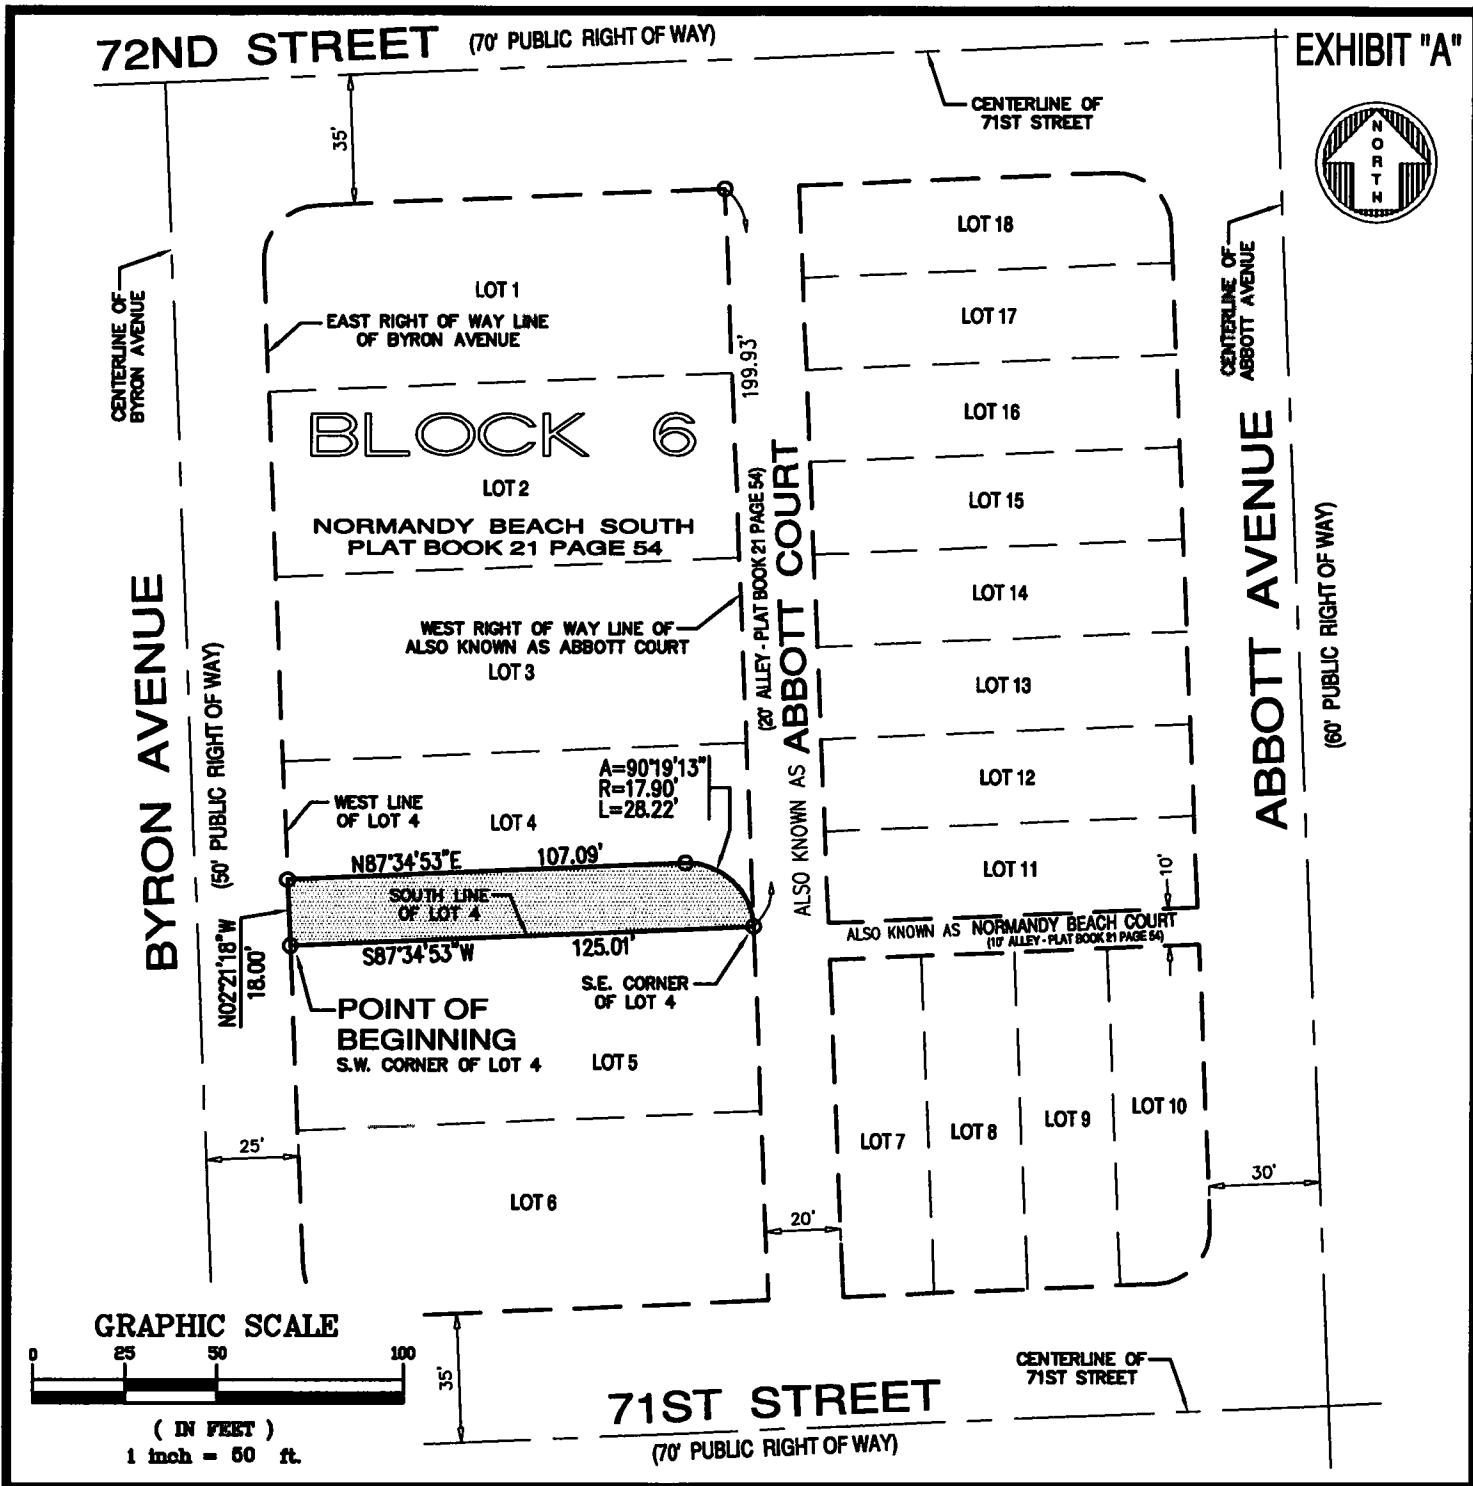 72ND STREET (70' PUBLIC RIGHT OF WAY)
EXHIBIT "A"
CENTERLINE OF
71ST STREET
NORTH
35'
LOT 18
LOT 1
EAST RIGHT OF WAY LINE
OF BYRON AVENUE
CENTERLINE OF
BYRON AVENUE
CENTERLINE OF
ABBOTT AVENUE
LOT 17
199.93'
BLOCK 6
LOT 16
LOT 2
NORMANDY BEACH SOUTH
PLAT BOOK 21 PAGE 54
LOT 15
LOT 14
WEST RIGHT OF WAY LINE OF
ALSO KNOWN AS ABBOTT COURT
LOT 3
(20' ALLEY - PLAT BOOK 21 PAGE 54)
ALSO KNOWN AS ABBOTT COURT
BYRON AVENUE
(50' PUBLIC RIGHT OF WAY)
ABBOTT AVENUE
(60' PUBLIC RIGHT OF WAY)
LOT 13
LOT 12
A=90°19'13"
R=17.90'
L=28.22'
WEST LINE
OF LOT 4
LOT 4
N87°34'53"E 107.09'
LOT 11
10'
SOUTH LINE
OF LOT 4
ALSO KNOWN AS NORMANDY BEACH COURT
(10' ALLEY - PLAT BOOK 21 PAGE 54)
S87°34'53"W 125.01'
N02°21'18"W
18.00'
S.E. CORNER
OF LOT 4
POINT OF
BEGINNING
S.W. CORNER OF LOT 4
LOT 5
LOT 7
LOT 8
LOT 9
LOT 10
25'
LOT 6
20'
30'
GRAPHIC SCALE
0 25 50 100
( IN FEET )
1 inch = 50 ft.
35'
CENTERLINE OF
71ST STREET
71ST STREET
(70' PUBLIC RIGHT OF WAY)